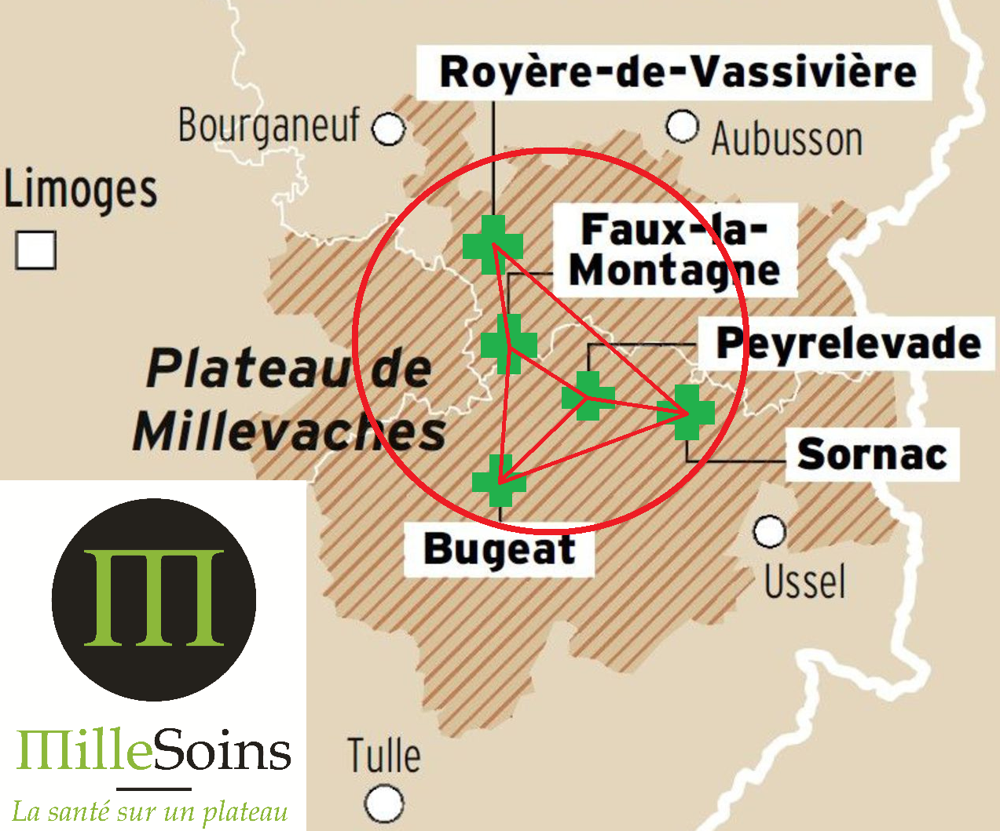 Royère-de-Vassivière
Bourganeuf
Aubusson
Limoges
Faux-la-
Montagne
Peyrelevade
Plateau de
Millevaches
Sornac
Bugeat
Ussel
M
MilleSoins
La santé sur un plateau
Tulle